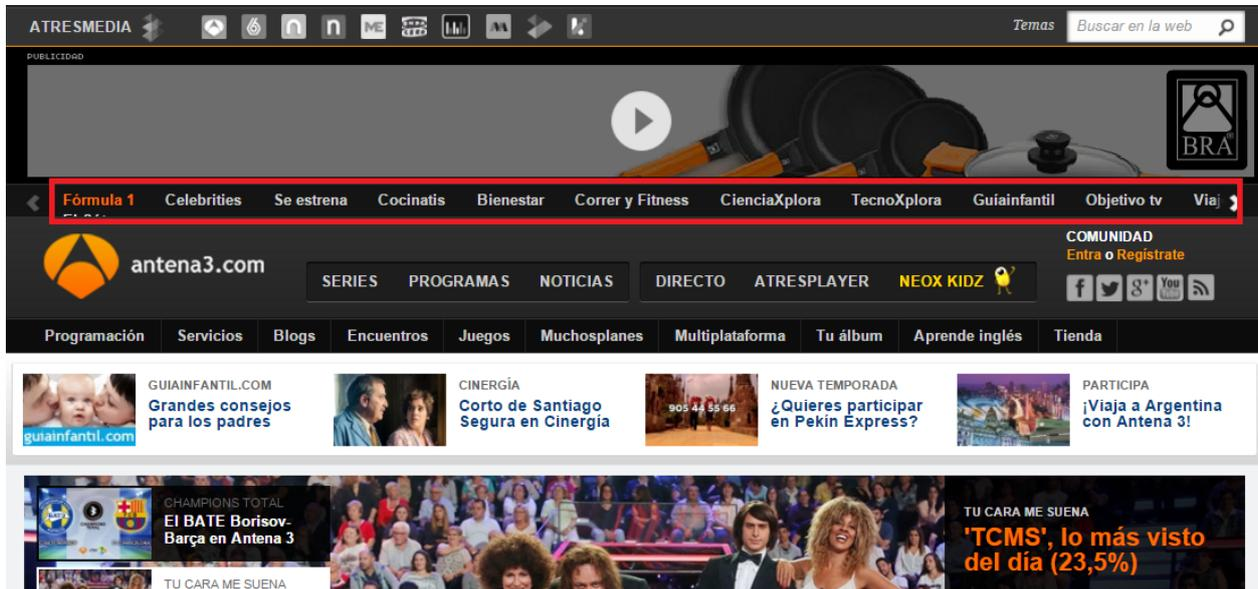 ATRESMEDIA
Temas
Buscar en la web
PUBLICIDAD
BRA
Fórmula 1 Celebrities Se estrena Cocinatis Bienestar Correr y Fitness CienciaXplora TecnoXplora Guíainfantil Objetivo tv Viaj
antena3.com
SERIES PROGRAMAS NOTICIAS DIRECTO ATRESPLAYER NEOX KIDZ
COMUNIDAD
Entra o Regístrate
Programación Servicios Blogs Encuentros Juegos Muchosplanes Multiplataforma Tu álbum Aprende inglés Tienda
guiainfantil.com
GUIAINFANTIL.COM
Grandes consejos
para los padres
CINERGÍA
Corto de Santiago
Segura en Cinergía
905 44 55 66
NUEVA TEMPORADA
¿Quieres participar
en Pekín Express?
PARTICIPA
¡Viaja a Argentina
con Antena 3!
CHAMPIONS TOTAL
El BATE Borisov-
Barça en Antena 3
TU CARA ME SUENA
TU CARA ME SUENA
'TCMS', lo más visto
del día (23,5%)